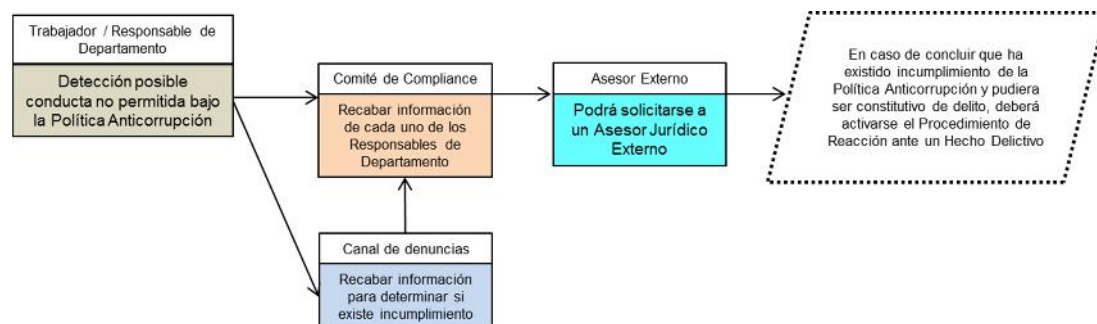 Trabajador / Responsable de
Departamento
Detección posible
conducta no permitida bajo
la Política Anticorrupción
Comité de Compliance
Recabar información
de cada uno de los
Responsables de
Departamento
Asesor Externo
Podrá solicitarse a
un Asesor Jurídico
Externo
En caso de concluir que ha
existido incumplimiento de la
Política Anticorrupción y pudiera
ser constitutivo de delito, deberá
activarse el Procedimiento de
Reacción ante un Hecho Delictivo
Canal de denuncias
Recabar información
para determinar si
existe incumplimiento